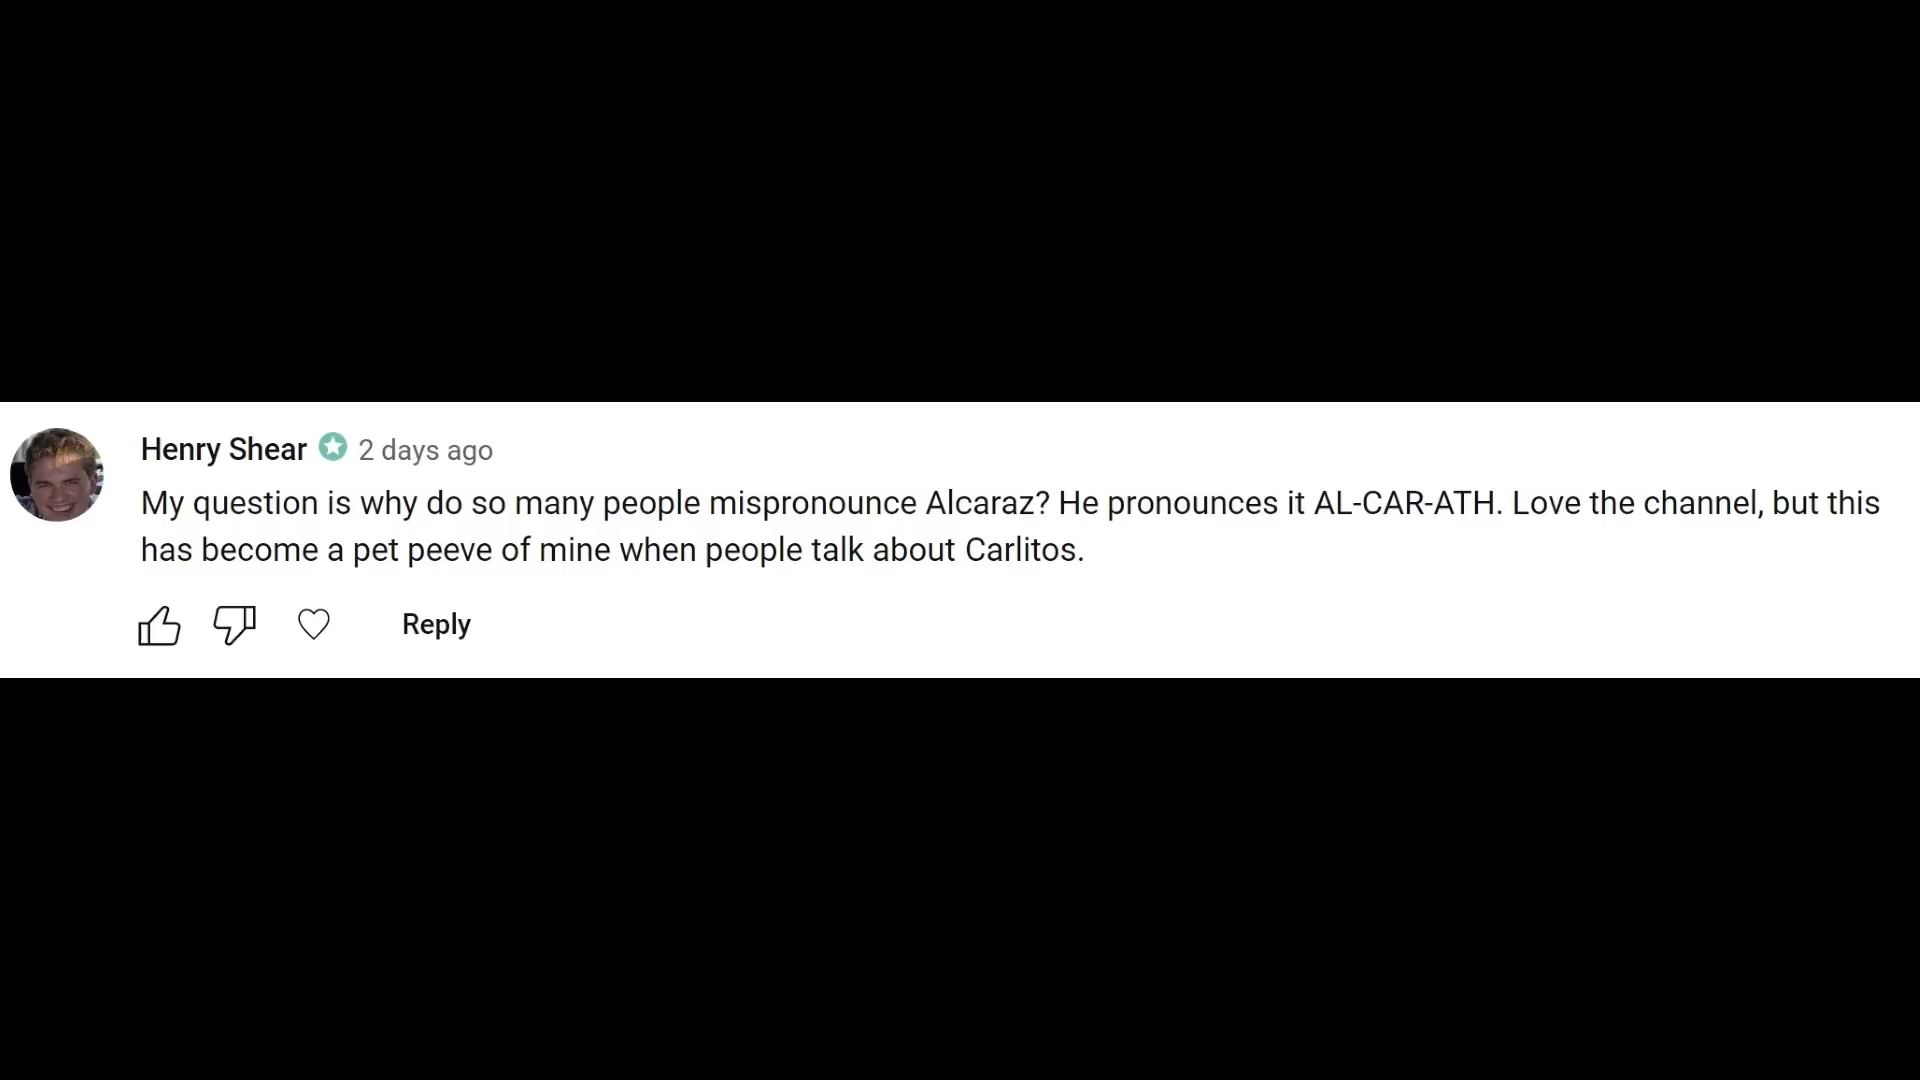 Henry Shear 2 days ago
My question is why do so many people mispronounce Alcaraz? He pronounces it AL-CAR-ATH. Love the channel, but this
has become a pet peeve of mine when people talk about Carlitos.
Reply